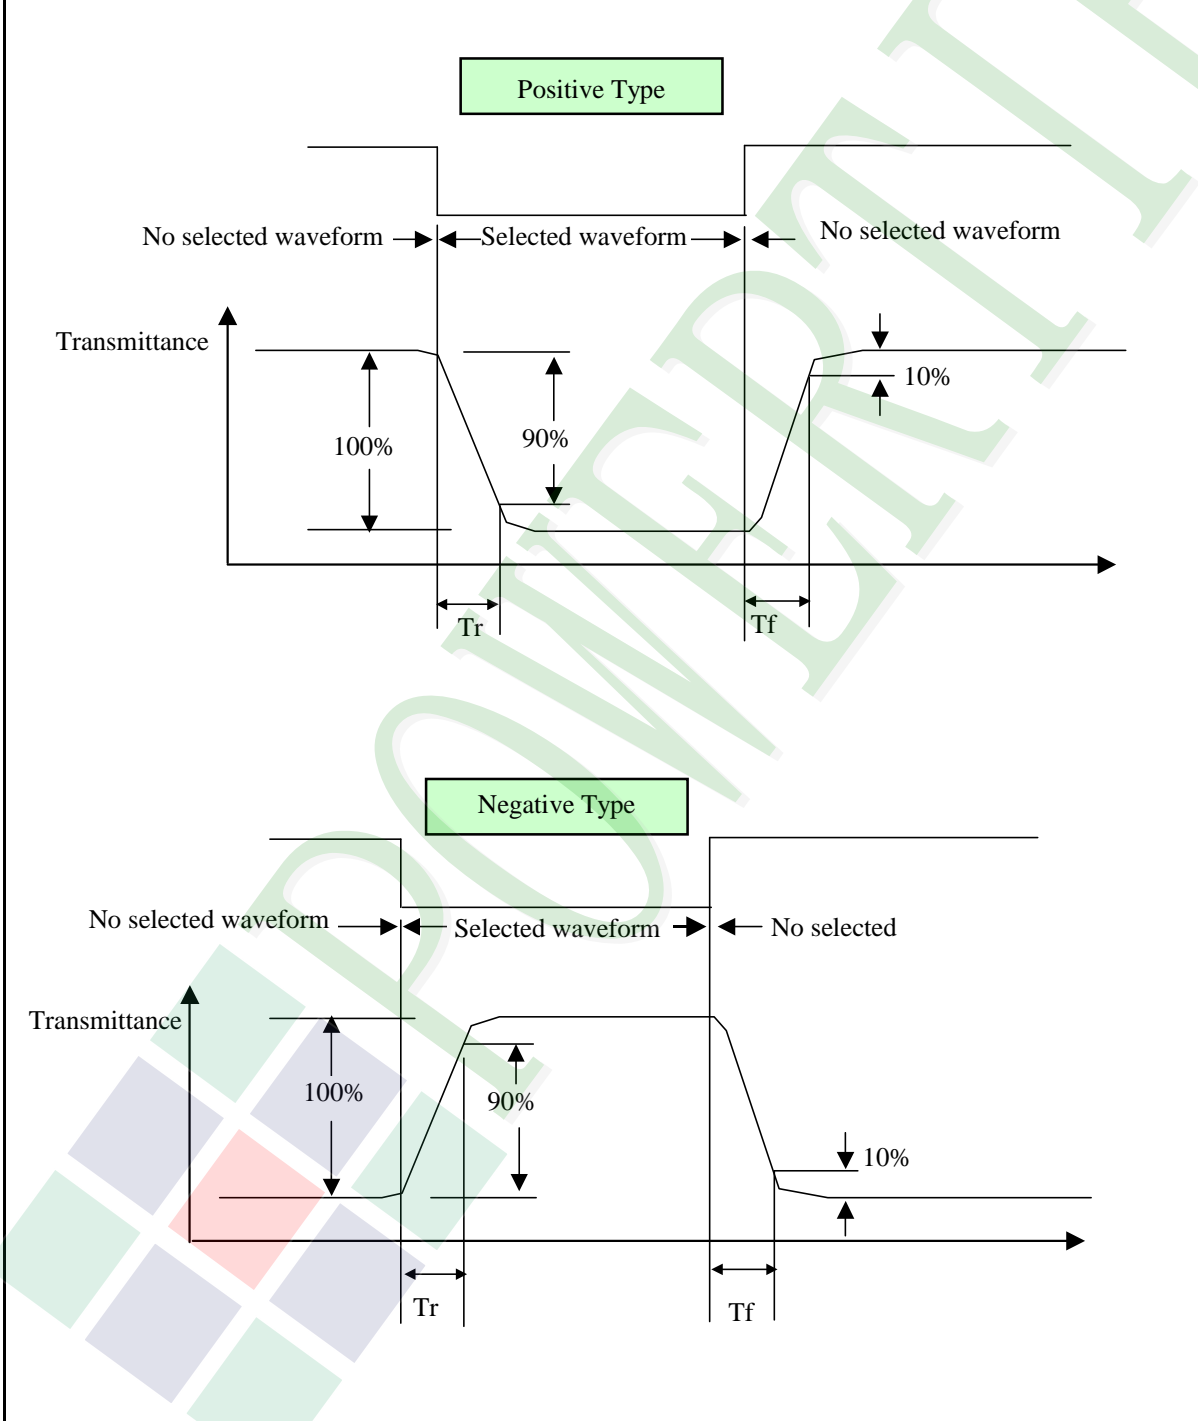 Positive Type
No selected waveform
Selected waveform
No selected waveform
Transmittance
10%
100%
90%
Tr
Tf
Negative Type
No selected waveform
Selected waveform
No selected
Transmittance
100%
90%
10%
Tr
Tf
POWERTI